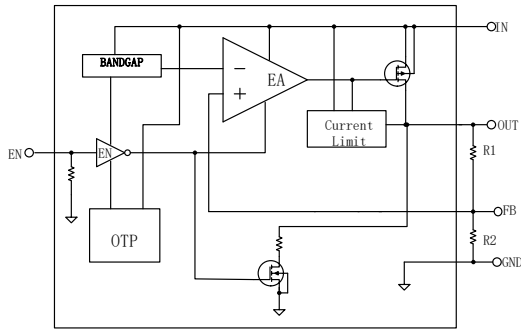 IN
BANDGAP
−
EA
+
Current
Limit
OUT
R1
EN
EN
FB
OTP
R2
GND